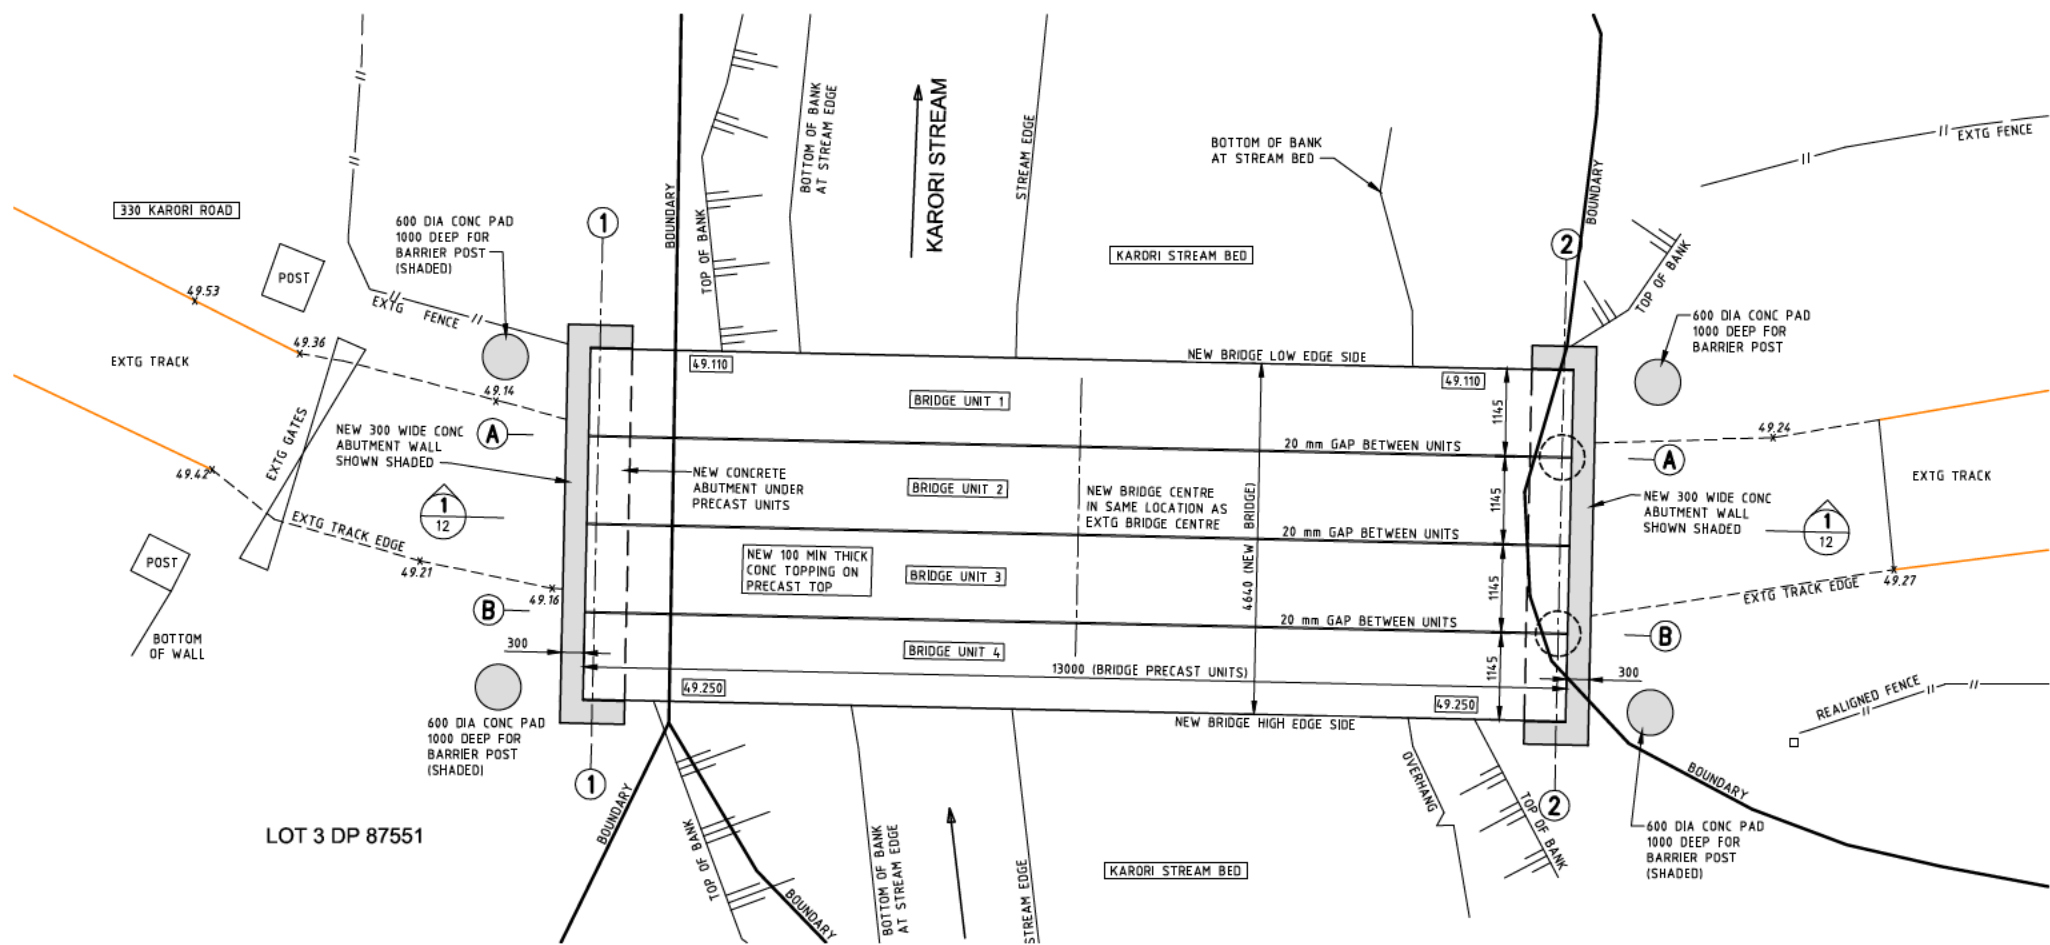 330 KARORI ROAD
POST
49.53
49.36
EXTG TRACK
49.42
EXTG GATES
POST
BOTTOM
OF WALL
600 DIA CONC PAD
1000 DEEP FOR
BARRIER POST
(SHADED)
EXTG FENCE
49.14
NEW 300 WIDE CONC
ABUTMENT WALL
SHOWN SHADED
A
1
12
EXTG TRACK EDGE
49.21
49.16
B
300
600 DIA CONC PAD
1000 DEEP FOR
BARRIER POST
(SHADED)
LOT 3 DP 87551
1
1
BOUNDARY
BOUNDARY
BOUNDARY
TOP OF BANK
BOTTOM OF BANK
AT STREAM EDGE
KARORI STREAM
STREAM EDGE
KARORI STREAM BED
BOTTOM OF BANK
AT STREAM BED
BOUNDARY
2
TOP OF BANK
EXTG FENCE
600 DIA CONC PAD
1000 DEEP FOR
BARRIER POST
49.110
NEW BRIDGE LOW EDGE SIDE
49.110
BRIDGE UNIT 1
1145
20 mm GAP BETWEEN UNITS
NEW CONCRETE
ABUTMENT UNDER
PRECAST UNITS
BRIDGE UNIT 2
NEW BRIDGE CENTRE
IN SAME LOCATION AS
EXTG BRIDGE CENTRE
4640 (NEW BRIDGE)
1145
20 mm GAP BETWEEN UNITS
NEW 100 MIN THICK
CONC TOPPING ON
PRECAST TOP
BRIDGE UNIT 3
1145
20 mm GAP BETWEEN UNITS
BRIDGE UNIT 4
13000 (BRIDGE PRECAST UNITS)
1145
49.250
49.250
NEW BRIDGE HIGH EDGE SIDE
49.24
A
EXTG TRACK
NEW 300 WIDE CONC
ABUTMENT WALL
SHOWN SHADED
1
12
49.27
EXTG TRACK EDGE
B
300
REALIGNED FENCE
BOUNDARY
TOP OF BANK
BOTTOM OF BANK
AT STREAM EDGE
STREAM EDGE
KARORI STREAM BED
OVERHANG
TOP OF BANK
2
600 DIA CONC PAD
1000 DEEP FOR
BARRIER POST
(SHADED)